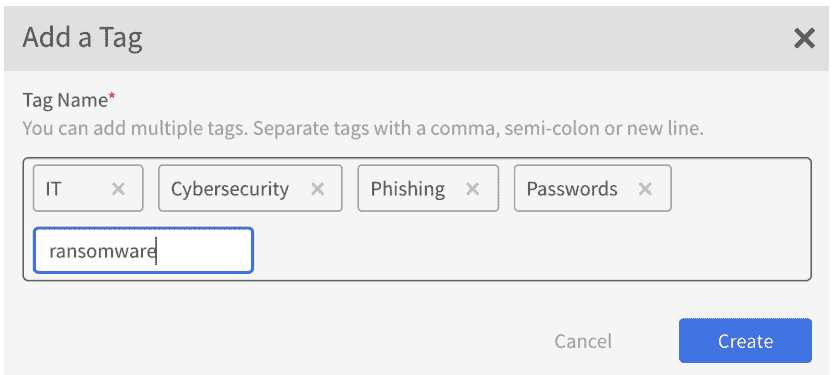 Add a Tag
Tag Name*
You can add multiple tags. Separate tags with a comma, semi-colon or new line.
IT Cybersecurity Phishing Passwords
ransomware
Cancel Create